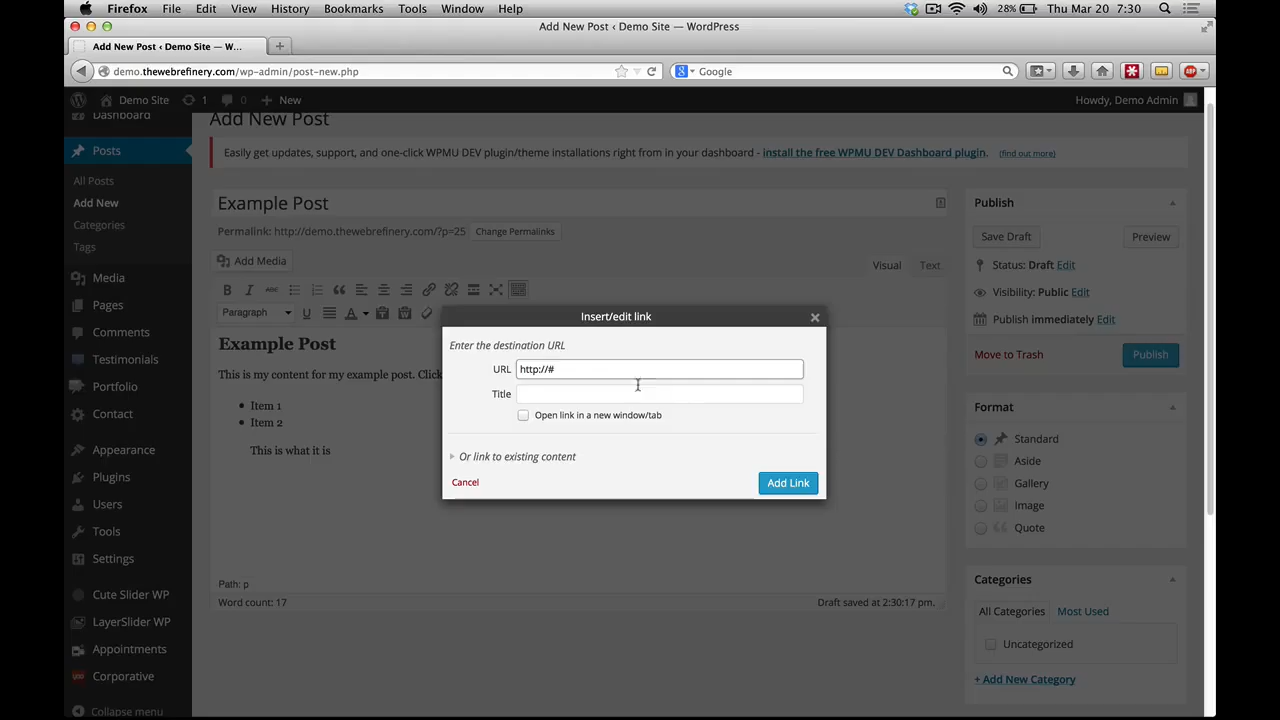 Firefox File Edit View History Bookmarks Tools Window Help 28% Thu Mar 20 7:30
Add New Post ‹ Demo Site — WordPress
Add New Post ‹ Demo Site — W...
demo.thewebrefinery.com/wp-admin/post-new.php Google ABP
Demo Site 1 0 New Howdy, Demo Admin
Dashboard
Add New Post
Posts
Easily get updates, support, and one-click WPMU DEV plugin/theme installations right from in your dashboard - install the free WPMU DEV Dashboard plugin. (find out more)
All Posts
Add New
Categories
Tags
Media
Pages
Comments
Testimonials
Portfolio
Contact
Appearance
Plugins
Users
Tools
Settings
Cute Slider WP
LayerSlider WP
Appointments
Corporative
Collapse menu
Example Post
Permalink: http://demo.thewebrefinery.com/?p=25 Change Permalinks
Add Media Visual Text
B I ABC
Paragraph U A
Example Post
This is my content for my example post. Click
Item 1
Item 2
This is what it is
Path: p
Word count: 17 Draft saved at 2:30:17 pm.
Insert/edit link
Enter the destination URL
URL http://#
Title
Open link in a new window/tab
Or link to existing content
Cancel Add Link
Publish
Save Draft Preview
Status: Draft Edit
Visibility: Public Edit
Publish immediately Edit
Move to Trash Publish
Format
Standard
Aside
Gallery
Image
Quote
Categories
All Categories Most Used
Uncategorized
+ Add New Category